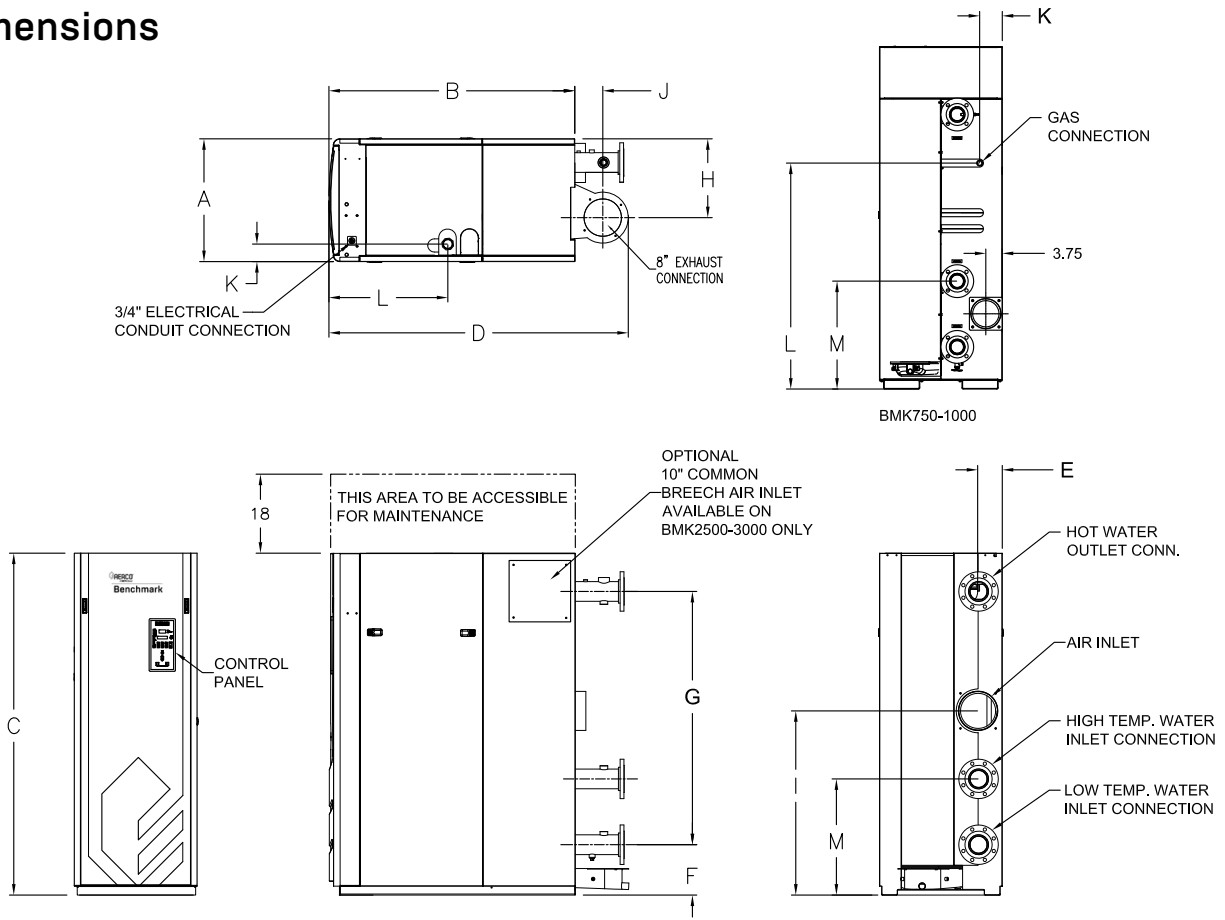 mensions
B
J
A
H
K
L
D
3/4" ELECTRICAL
CONDUIT CONNECTION
8" EXHAUST
CONNECTION
K
GAS
CONNECTION
3.75
L
M
BMK750-1000
18
THIS AREA TO BE ACCESSIBLE
FOR MAINTENANCE
OPTIONAL
10" COMMON
BREECH AIR INLET
AVAILABLE ON
BMK2500-3000 ONLY
AERCO
Benchmark
CONTROL
PANEL
C
G
F
E
HOT WATER
OUTLET CONN.
AIR INLET
HIGH TEMP. WATER
INLET CONNECTION
LOW TEMP. WATER
INLET CONNECTION
M